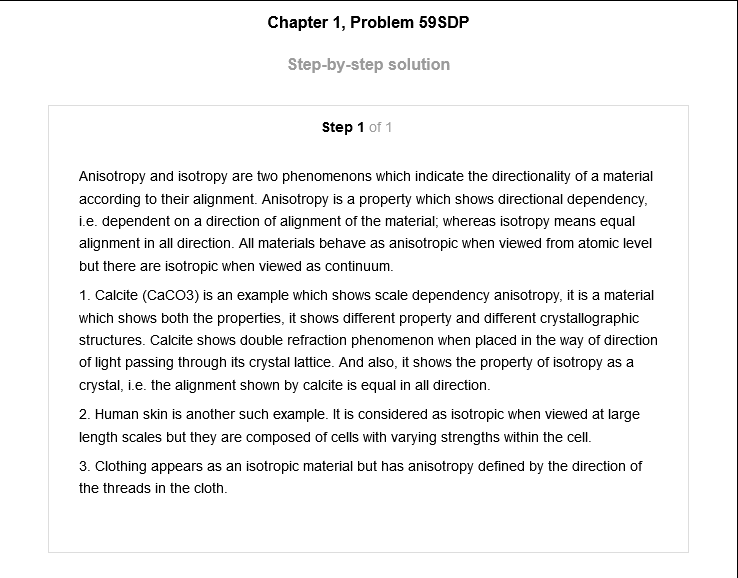 Chapter 1, Problem 59SDP
Step-by-step solution
Step 1 of 1
Anisotropy and isotropy are two phenomenons which indicate the directionality of a material
according to their alignment. Anisotropy is a property which shows directional dependency,
i.e. dependent on a direction of alignment of the material; whereas isotropy means equal
alignment in all direction. All materials behave as anisotropic when viewed from atomic level
but there are isotropic when viewed as continuum.
1. Calcite (CaCO3) is an example which shows scale dependency anisotropy, it is a material
which shows both the properties, it shows different property and different crystallographic
structures. Calcite shows double refraction phenomenon when placed in the way of direction
of light passing through its crystal lattice. And also, it shows the property of isotropy as a
crystal, i.e. the alignment shown by calcite is equal in all direction.
2. Human skin is another such example. It is considered as isotropic when viewed at large
length scales but they are composed of cells with varying strengths within the cell.
3. Clothing appears as an isotropic material but has anisotropy defined by the direction of
the threads in the cloth.